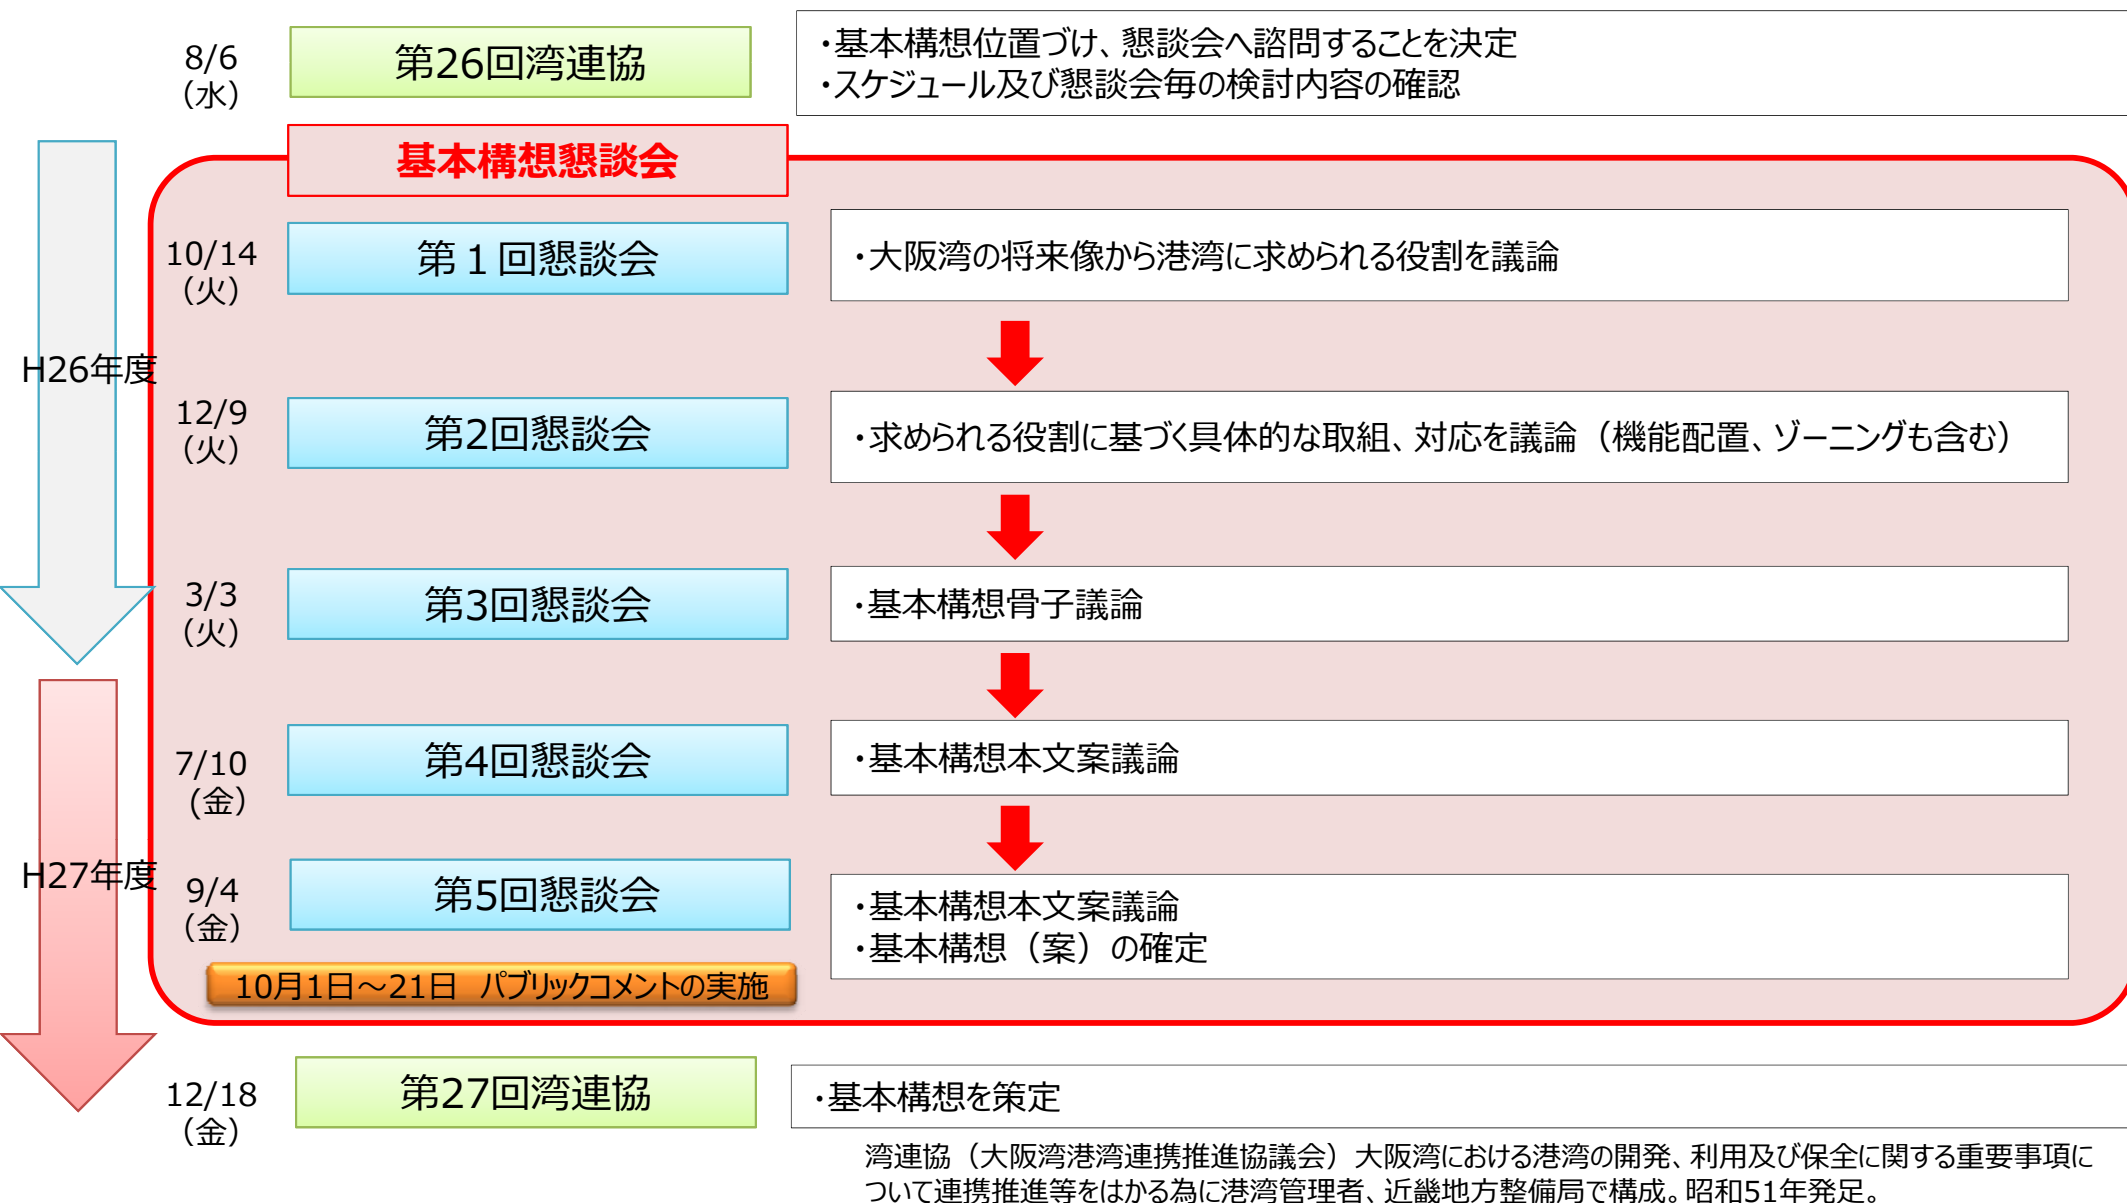 8/6
（水）
第26回湾連協
・基本構想位置づけ、懇談会へ諮問することを決定
・スケジュール及び懇談会毎の検討内容の確認
基本構想懇談会
H26年度
10/14
（火）
第１回懇談会
・大阪湾の将来像から港湾に求められる役割を議論
12/9
（火）
第2回懇談会
・求められる役割に基づく具体的な取組、対応を議論（機能配置、ゾーニングも含む）
3/3
（火）
第3回懇談会
・基本構想骨子議論
H27年度
7/10
(金）
第4回懇談会
・基本構想本文案議論
9/4
（金）
第5回懇談会
・基本構想本文案議論
・基本構想（案）の確定
10月1日～21日　パブリックコメントの実施
12/18
（金）
第27回湾連協
・基本構想を策定
湾連協（大阪湾港湾連携推進協議会）大阪湾における港湾の開発、利用及び保全に関する重要事項に
ついて連携推進等をはかる為に港湾管理者、近畿地方整備局で構成。昭和51年発足。